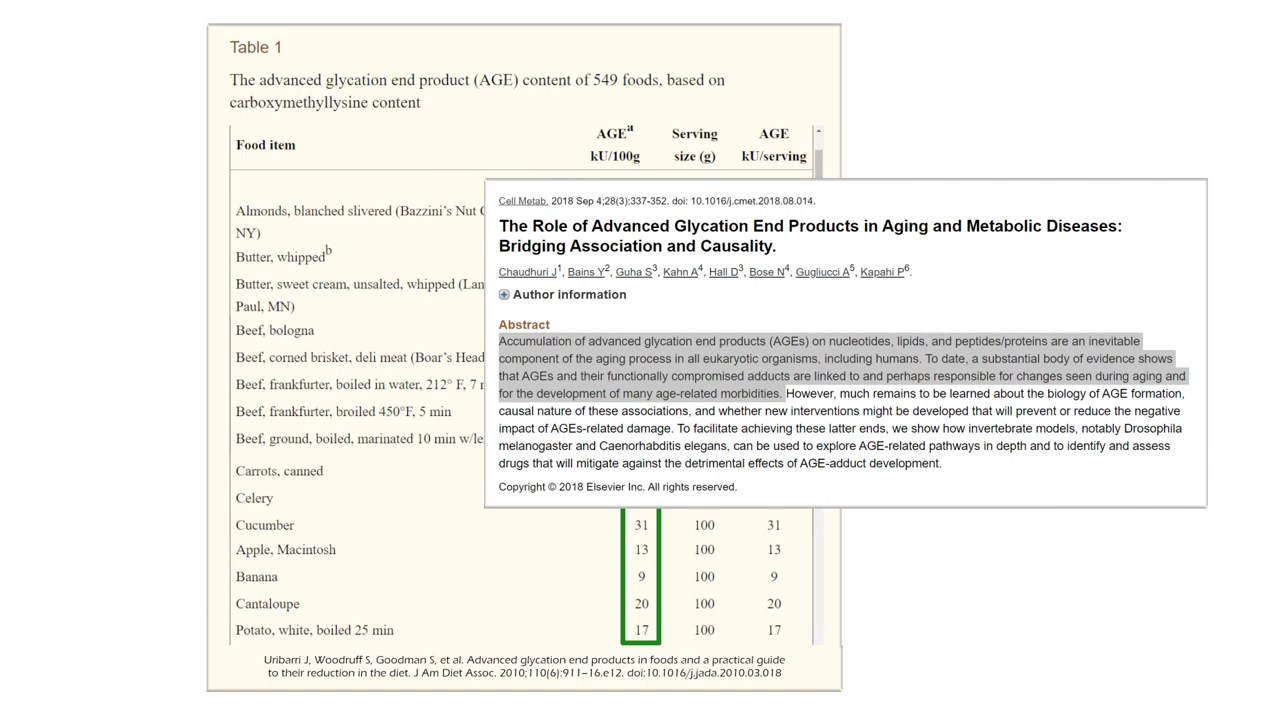 Table 1
The advanced glycation end product (AGE) content of 549 foods, based on
carboxymethyllysine content
Food item
AGEa
kU/100g
Serving
size (g)
AGE
kU/serving
Almonds, blanched slivered (Bazzini's Nut
NY)
Butter, whippedb
Butter, sweet cream, unsalted, whipped (Lan
Paul, MN)
Beef, bologna
Beef, corned brisket, deli meat (Boar's Head
Beef, frankfurter, boiled in water, 212° F, 7
Beef, frankfurter, broiled 450°F, 5 min
Beef, ground, boiled, marinated 10 min w/le
Carrots, canned
Celery
Cucumber 31 100 31
Apple, Macintosh 13 100 13
Banana 9 100 9
Cantaloupe 20 100 20
Potato, white, boiled 25 min 17 100 17
Uribarri J, Woodruff S, Goodman S, et al. Advanced glycation end products in foods and a practical guide
to their reduction in the diet. J Am Diet Assoc. 2010;110(6):911–16.e12. doi:10.1016/j.jada.2010.03.018
Cell Metab. 2018 Sep 4;28(3):337-352. doi: 10.1016/j.cmet.2018.08.014.
The Role of Advanced Glycation End Products in Aging and Metabolic Diseases:
Bridging Association and Causality.
Chaudhuri J1, Bains Y2, Guha S3, Kahn A4, Hall D3, Bose N4, Gugliucci A5, Kapahi P6.
Author information
Abstract
Accumulation of advanced glycation end products (AGEs) on nucleotides, lipids, and peptides/proteins are an inevitable
component of the aging process in all eukaryotic organisms, including humans. To date, a substantial body of evidence shows
that AGEs and their functionally compromised adducts are linked to and perhaps responsible for changes seen during aging and
for the development of many age-related morbidities. However, much remains to be learned about the biology of AGE formation,
causal nature of these associations, and whether new interventions might be developed that will prevent or reduce the negative
impact of AGEs-related damage. To facilitate achieving these latter ends, we show how invertebrate models, notably Drosophila
melanogaster and Caenorhabditis elegans, can be used to explore AGE-related pathways in depth and to identify and assess
drugs that will mitigate against the detrimental effects of AGE-adduct development.
Copyright © 2018 Elsevier Inc. All rights reserved.